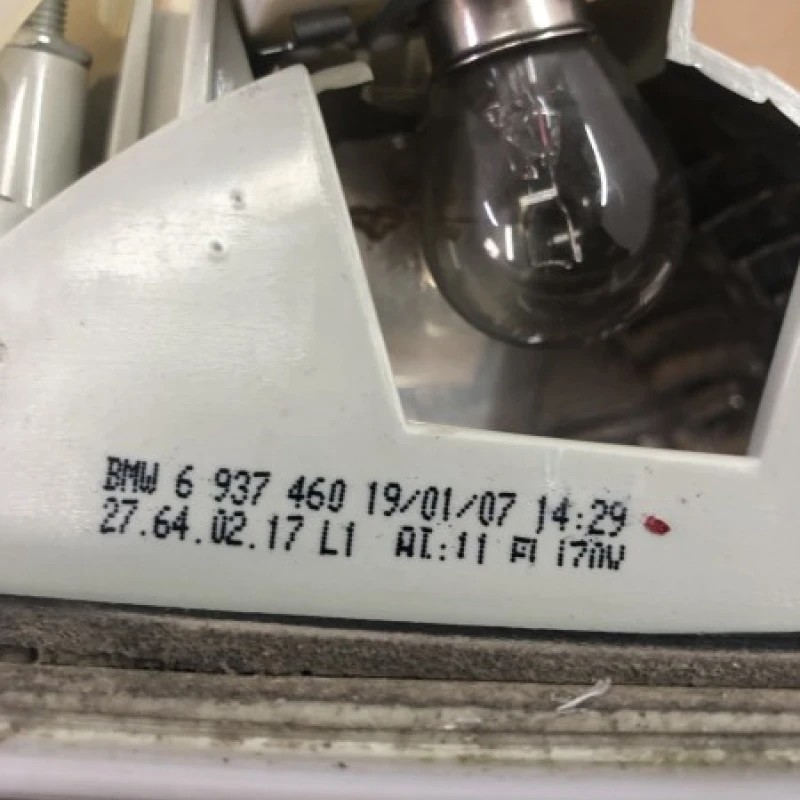 BMW 6 937 460 19/01/07 14:29
27.64.02.17 L1 AI:11